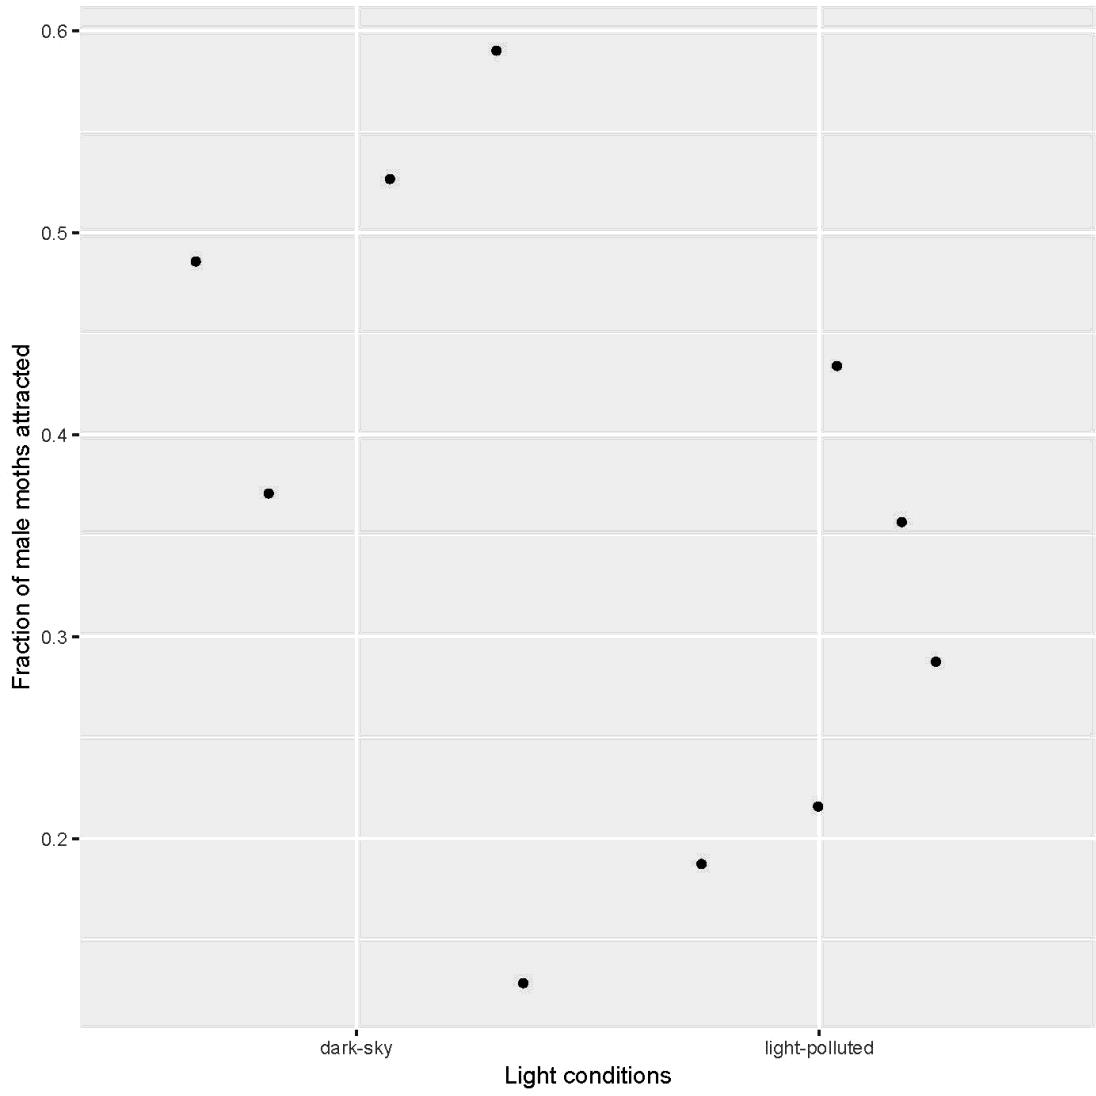 0.6
0.5
0.4
0.3
0.2
Fraction of male moths attracted
dark-sky
light-polluted
Light conditions